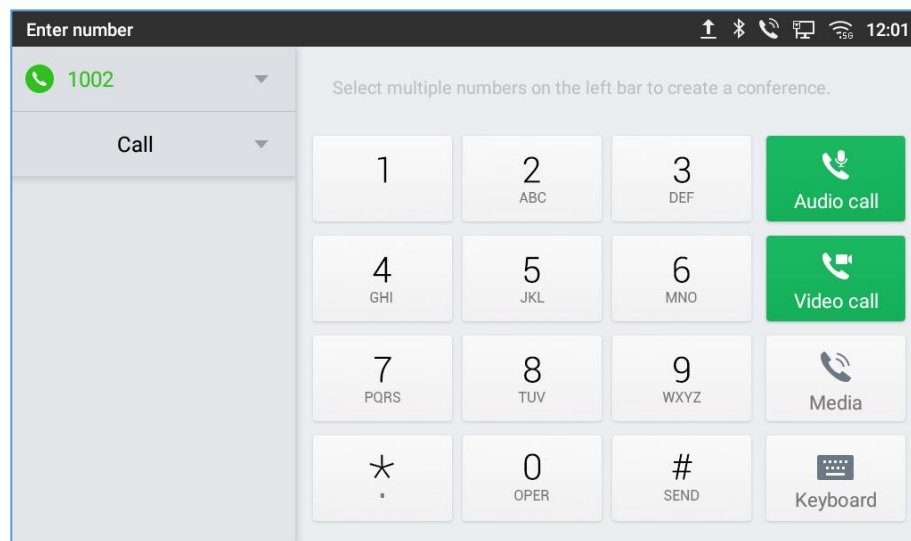 Enter number
5G 12:01
1002
Call
Select multiple numbers on the left bar to create a conference.
1
2
ABC
3
DEF
Audio call
4
GHI
5
JKL
6
MNO
Video call
7
PQRS
8
TUV
9
WXYZ
Media
*
.
0
OPER
#
SEND
Keyboard